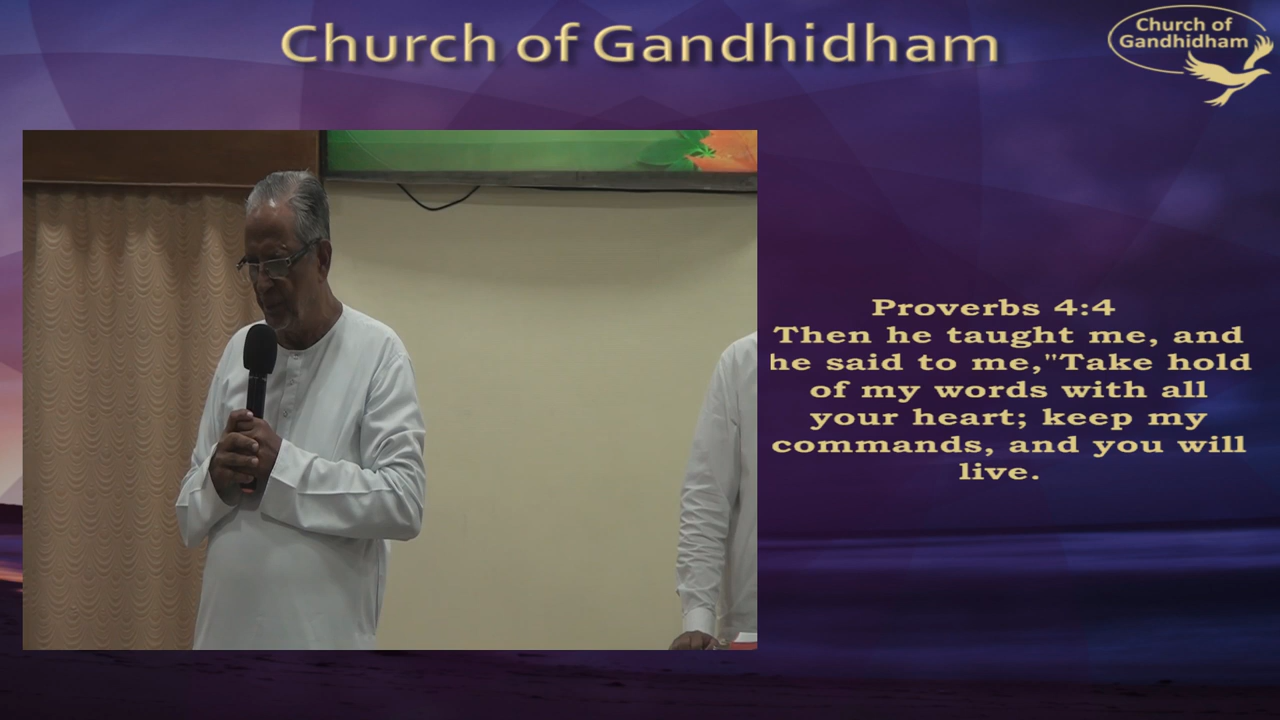 Church of Gandhidham
Church of
Gandhidham
Proverbs 4:4
Then he taught me, and
he said to me,"Take hold
of my words with all
your heart; keep my
commands, and you will
live.